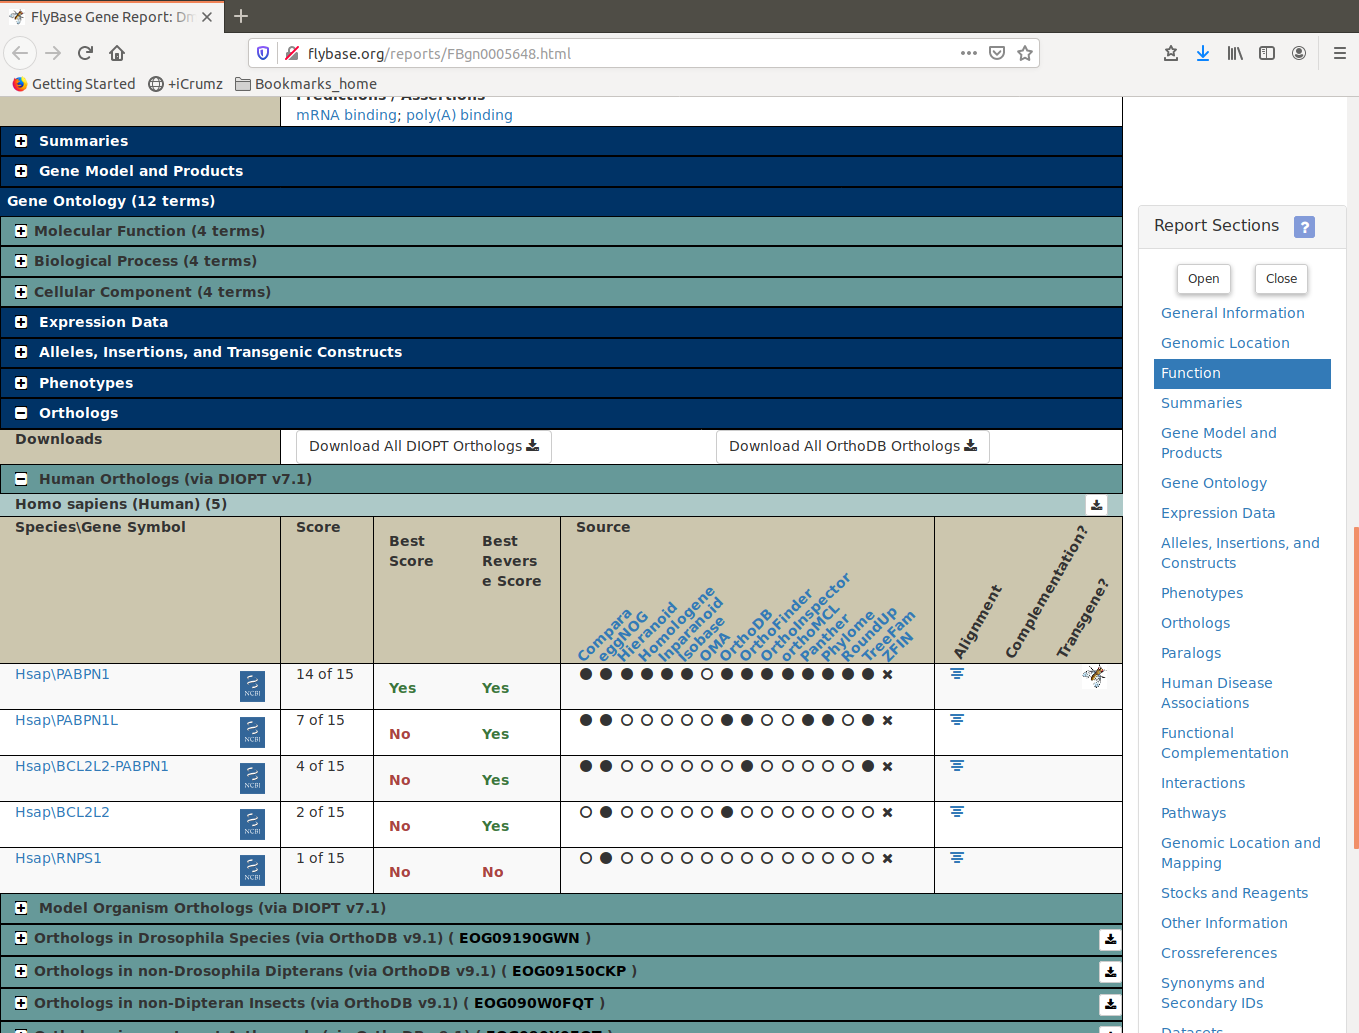 FlyBase Gene Report: Dm
flybase.org/reports/FBgn0005648.html
Getting Started
+iCrumz
Bookmarks_home
Predictions / Assertions
mRNA binding; poly(A) binding
Summaries
Gene Model and Products
Gene Ontology (12 terms)
Molecular Function (4 terms)
Biological Process (4 terms)
Cellular Component (4 terms)
Expression Data
Alleles, Insertions, and Transgenic Constructs
Phenotypes
Orthologs
Downloads
Download All DIOPT Orthologs
Download All OrthoDB Orthologs
Human Orthologs (via DIOPT v7.1)
Homo sapiens (Human) (5)
Species\Gene Symbol
Score
Best
Score
Best
Revers
e Score
Source
Compara
eggNOG
Hieranoid
Homologene
Inparanoid
Isobase
OMA
OrthoDB
OrthoFinder
OrthoInspector
orthoMCL
Panther
Phylome
RoundUp
TreeFam
ZFIN
Alignment
Complementation?
Transgene?
Hsap\PABPN1
NCBI
14 of 15
Yes
Yes
Hsap\PABPN1L
NCBI
7 of 15
No
Yes
Hsap\BCL2L2-PABPN1
NCBI
4 of 15
No
Yes
Hsap\BCL2L2
NCBI
2 of 15
No
Yes
Hsap\RNPS1
NCBI
1 of 15
No
No
Model Organism Orthologs (via DIOPT v7.1)
Orthologs in Drosophila Species (via OrthoDB v9.1) ( EOG09190GWN )
Orthologs in non-Drosophila Dipterans (via OrthoDB v9.1) ( EOG09150CKP )
Orthologs in non-Dipteran Insects (via OrthoDB v9.1) ( EOG090W0FQT )
Report Sections ?
Open
Close
General Information
Genomic Location
Function
Summaries
Gene Model and
Products
Gene Ontology
Expression Data
Alleles, Insertions, and
Constructs
Phenotypes
Orthologs
Paralogs
Human Disease
Associations
Functional
Complementation
Interactions
Pathways
Genomic Location and
Mapping
Stocks and Reagents
Other Information
Crossreferences
Synonyms and
Secondary IDs
Datasets